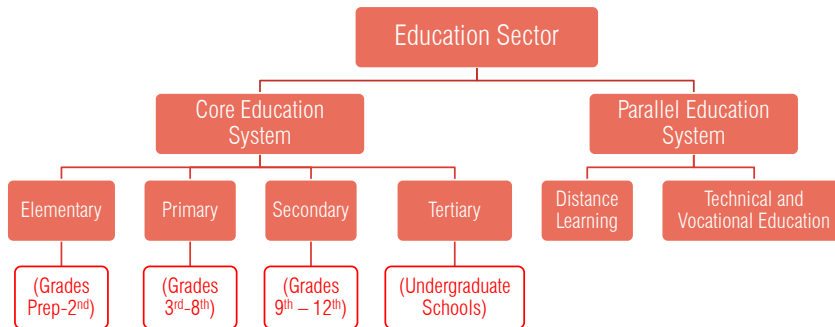 Education Sector
Core Education
System
Parallel Education
System
Elementary
Primary
Secondary
Tertiary
Distance
Learning
Technical and
Vocational Education
(Grades
Prep-2nd)
(Grades
3rd-8th)
(Grades
9th – 12th)
(Undergraduate
Schools)